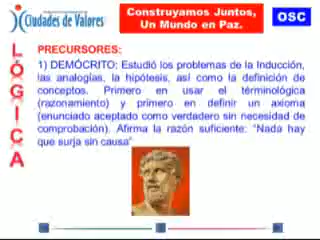 Ciudades de Valores
Construyamos Juntos,
Un Mundo en Paz.
OSC
LÓGICA
PRECURSORES:
1) DEMÓCRITO: Estudió los problemas de la Inducción,
las analogías, la hipótesis, así como la definición de
conceptos. Primero en usar el términológica
(razonamiento) y primero en definir un axioma
(enunciado aceptado como verdadero sin necesidad de
comprobación). Afirma la razón suficiente: “Nada hay
que surja sin causa”